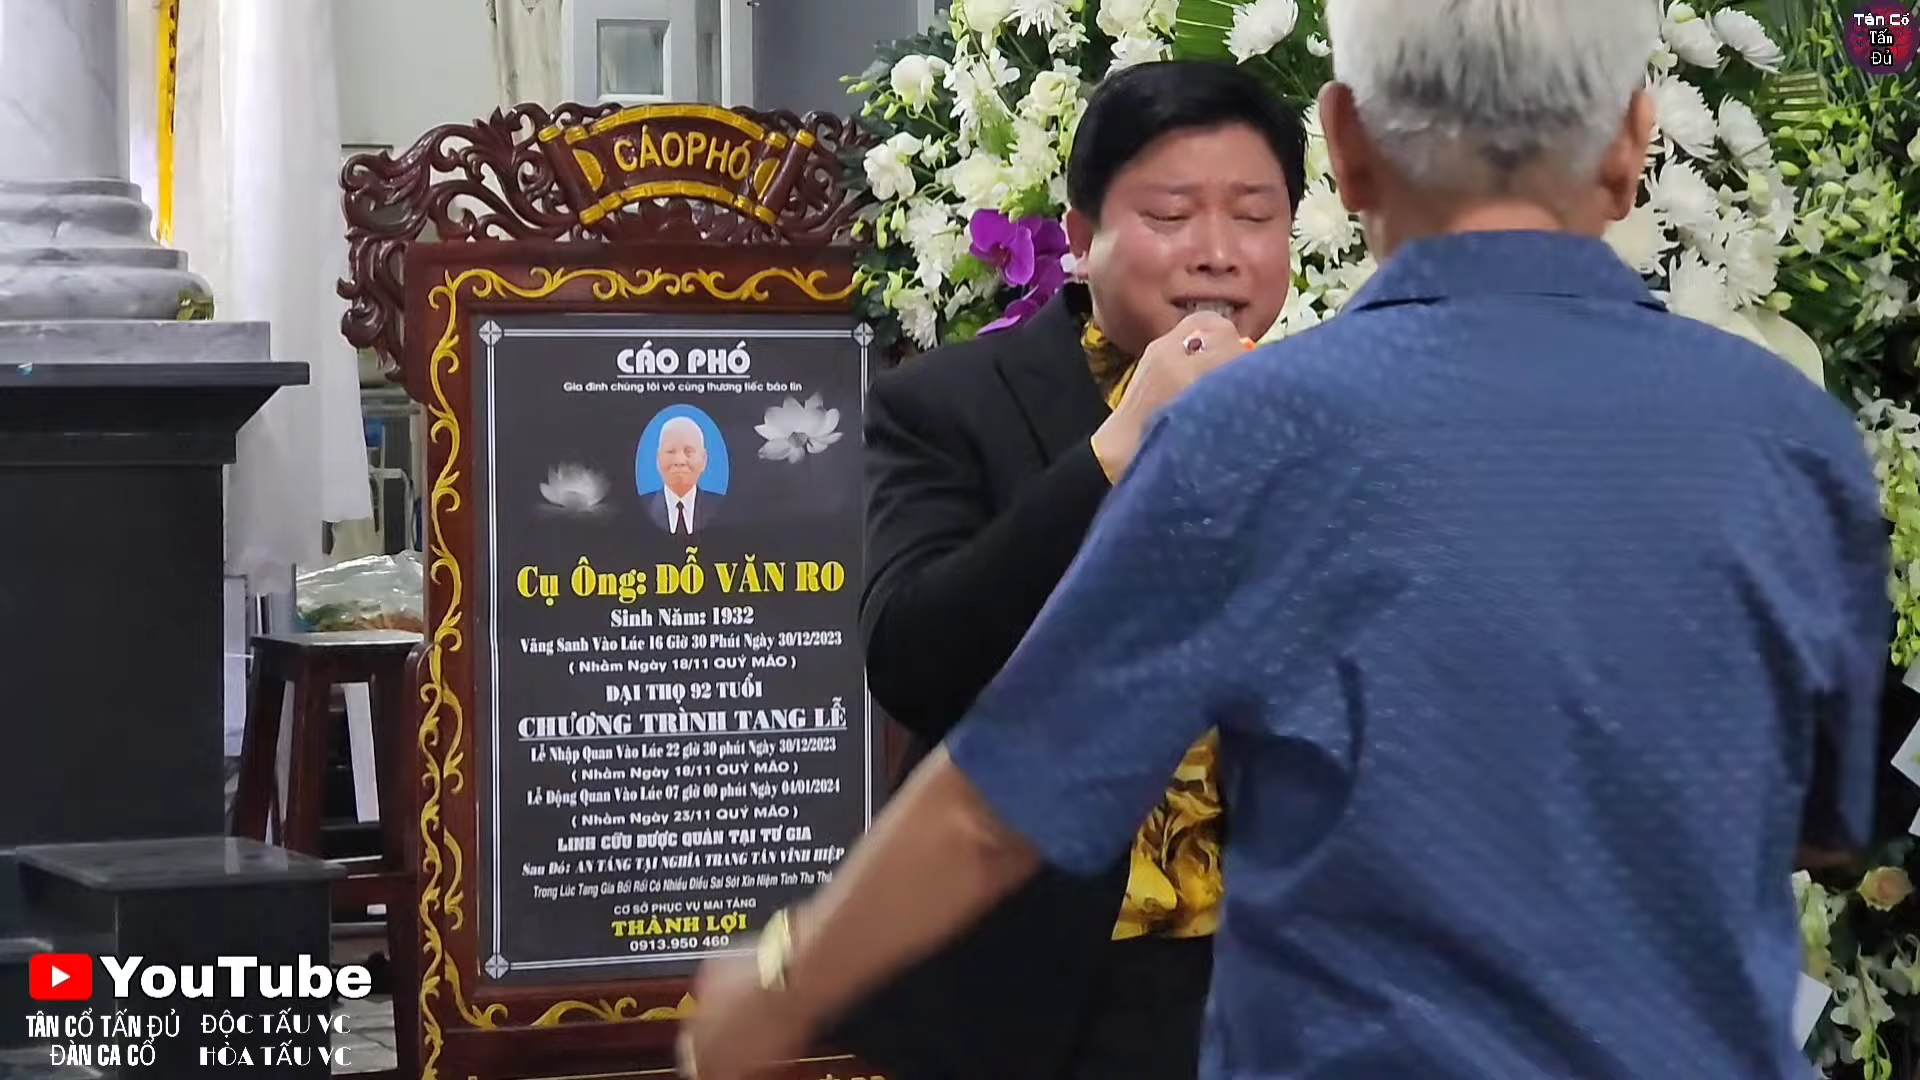 Tân Cổ
Tấn
Đủ
CÁO PHÓ
CÁO PHÓ
Gia đình chúng tôi vô cùng thương tiếc báo tin
Cụ Ông: ĐỖ VĂN RO
Sinh Năm: 1932
Vãng Sanh Vào Lúc 16 Giờ 30 Phút Ngày 30/12/2023
( Nhằm Ngày 18/11 QUÝ MÃO )
ĐẠI THỌ 92 TUỔI
CHƯƠNG TRÌNH TANG LỄ
Lễ Nhập Quan Vào Lúc 22 giờ 30 phút Ngày 30/12/2023
( Nhằm Ngày 18/11 QUÝ MÃO )
Lễ Động Quan Vào Lúc 07 giờ 00 phút Ngày 04/01/2024
( Nhằm Ngày 23/11 QUÝ MÃO )
LINH CỮU ĐƯỢC QUÀN TẠI TƯ GIA
Sau Đó: AN TÁNG TẠI NGHĨA TRANG TÂN VĨNH HIỆP
Trong Lúc Tang Gia Bối Rối Có Nhiều Điều Sai Sót Xin Niệm Tình Tha Thứ
CƠ SỞ PHỤC VỤ MAI TÁNG
THÀNH LỢI
0913.950 460
YouTube
TÂN CỔ TẤN ĐỦ ĐỘC TẤU VC
ĐÀN CA CỔ HÒA TẤU VC